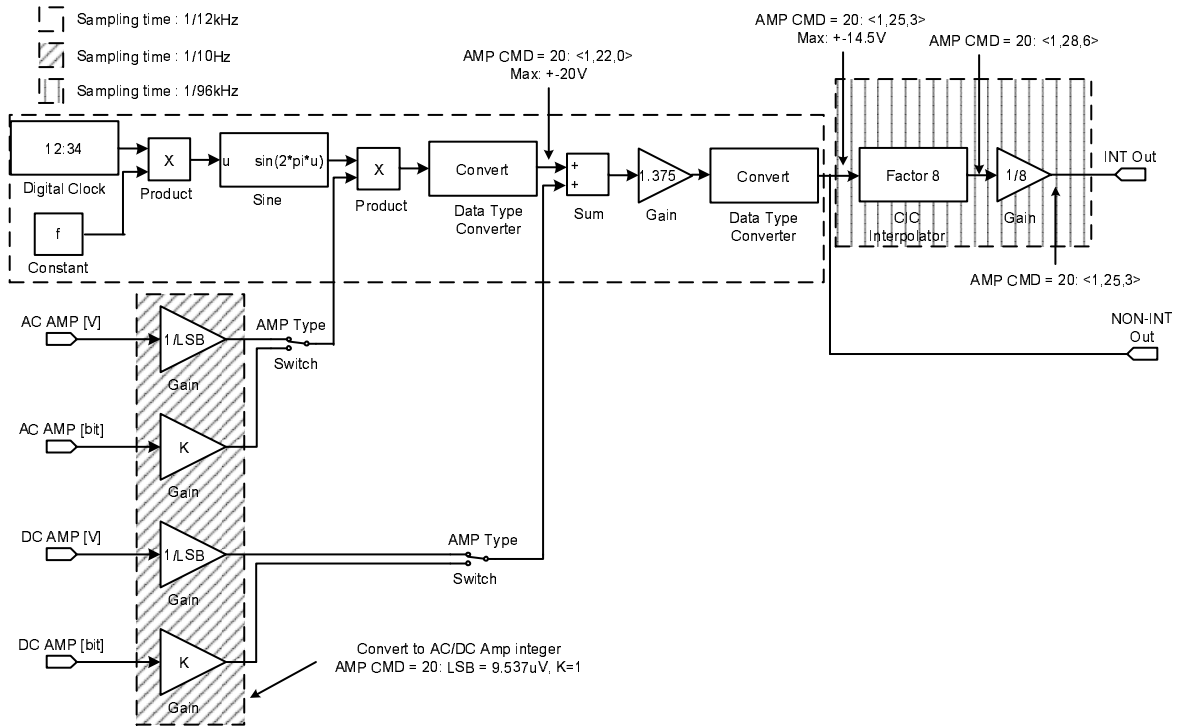 Sampling time : 1/12kHz
Sampling time : 1/10Hz
Sampling time : 1/96kHz
AMP CMD = 20: <1,22,0>
Max: +-20V
AMP CMD = 20: <1,25,3>
Max: +-14.5V
AMP CMD = 20: <1,28,6>
12:34
Digital Clock
X
Product
u
sin(2*pi*u)
Sine
X
Product
Convert
Data Type
Converter
+
+
Sum
1.375
Gain
Convert
Data Type
Converter
Factor 8
CIC
Interpolator
1/8
Gain
INT Out
f
Constant
AMP CMD = 20: <1,25,3>
NON-INT
Out
AC AMP [V]
1/LSB
Gain
AMP Type
Switch
AC AMP [bit]
K
Gain
DC AMP [V]
1/LSB
Gain
AMP Type
Switch
DC AMP [bit]
K
Gain
Convert to AC/DC Amp integer
AMP CMD = 20: LSB = 9.537uV, K=1